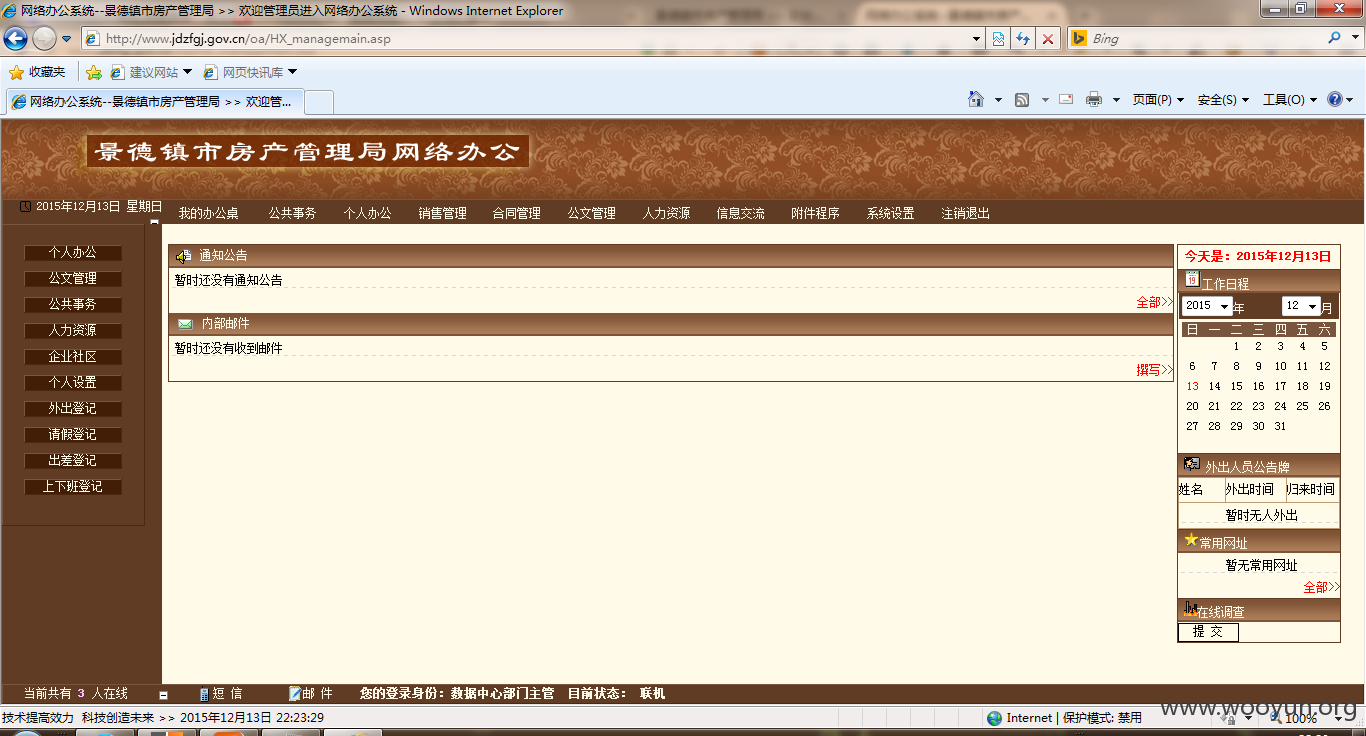 网络办公系统--景德镇市房产管理局 >> 欢迎管理员进入网络办公系统 - Windows Internet Explorer
http://www.jdzfgj.gov.cn/oa/HX_managemain.asp
Bing
收藏夹 建议网站 网页快讯库
网络办公系统--景德镇市房产管理局 >> 欢迎管...
页面(P) 安全(S) 工具(O)
景德镇市房产管理局网络办公
2015年12月13日 星期日
我的办公桌 公共事务 个人办公 销售管理 合同管理 公文管理 人力资源 信息交流 附件程序 系统设置 注销退出
个人办公
公文管理
公共事务
人力资源
企业社区
个人设置
外出登记
请假登记
出差登记
上下班登记
通知公告
暂时还没有通知公告
全部>>
内部邮件
暂时还没有收到邮件
撰写>>
今天是：2015年12月13日
工作日程
2015 年 12 月
日 一 二 三 四 五 六
1 2 3 4 5
6 7 8 9 10 11 12
13 14 15 16 17 18 19
20 21 22 23 24 25 26
27 28 29 30 31
外出人员公告牌
姓名 外出时间 归来时间
暂时无人外出
常用网址
暂无常用网址
全部>>
在线调查
提 交
当前共有 3 人在线 短 信 邮 件 您的登录身份：数据中心部门主管 目前状态： 联机
技术提高效力 科技创造未来 >> 2015年12月13日 22:23:29
Internet | 保护模式: 禁用
100%
www.wooyun.org